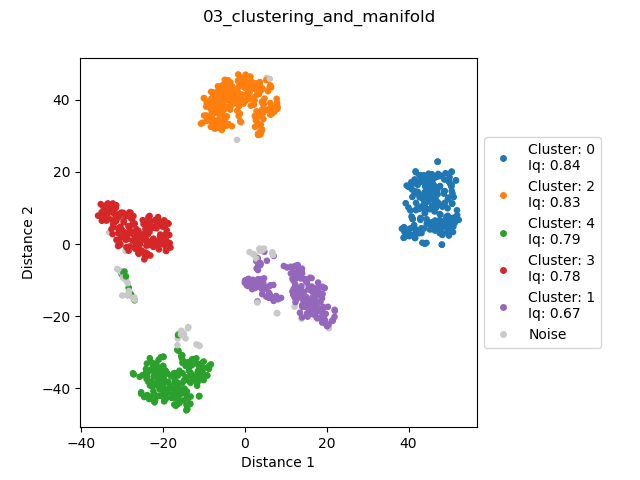 03_clustering_and_manifold
40
20
0
−20
−40
Distance 2
−40
−20
0
20
40
Distance 1
Cluster: 0
Iq: 0.84
Cluster: 2
Iq: 0.83
Cluster: 4
Iq: 0.79
Cluster: 3
Iq: 0.78
Cluster: 1
Iq: 0.67
Noise